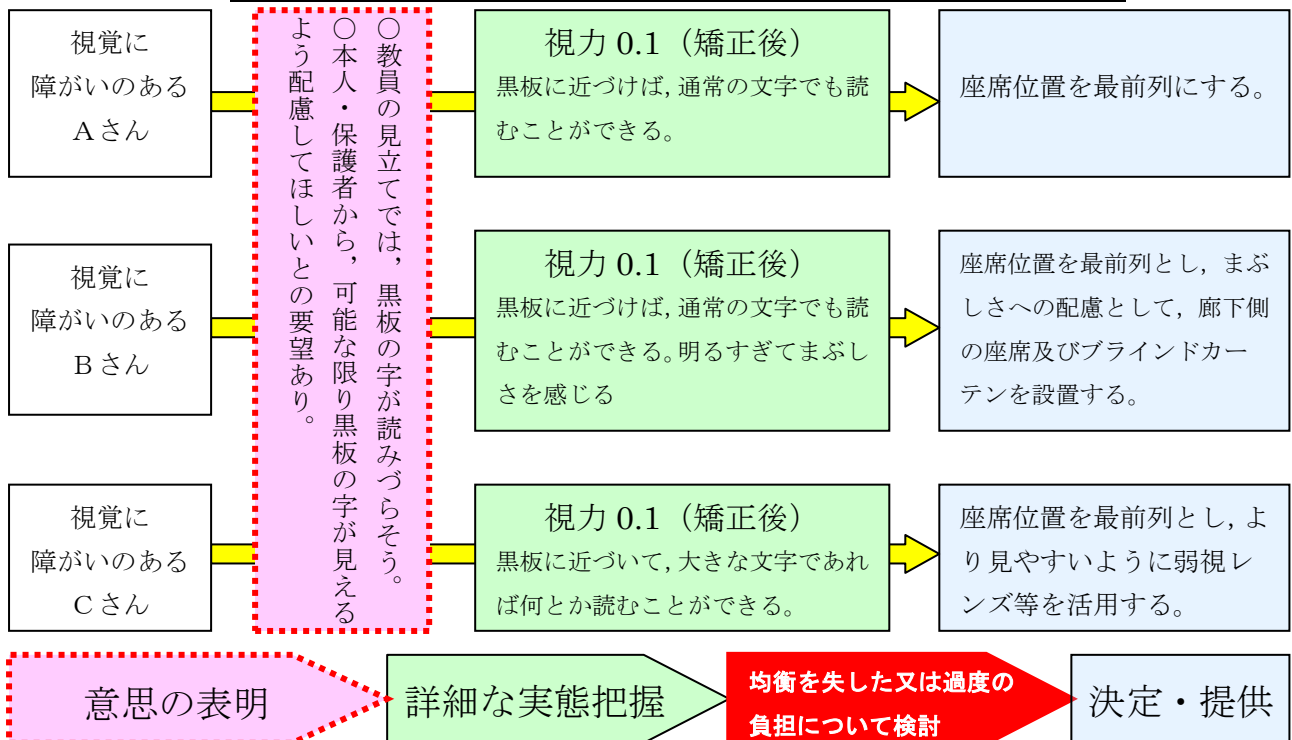 視覚に
障がいのある
Aさん
○教員の見立てでは，黒板の字が読みづらそう。
○本人・保護者から，可能な限り黒板の字が見える
よう配慮してほしいとの要望あり。
視力 0.1（矯正後）
黒板に近づけば，通常の文字でも読
むことができる。
座席位置を最前列にする。
視覚に
障がいのある
Bさん
視力 0.1（矯正後）
黒板に近づけば，通常の文字でも読
むことができる。明るすぎてまぶし
さを感じる
座席位置を最前列とし，まぶ
しさへの配慮として，廊下側
の座席及びブラインドカー
テンを設置する。
視覚に
障がいのある
Cさん
視力 0.1（矯正後）
黒板に近づいて，大きな文字であれ
ば何とか読むことができる。
座席位置を最前列とし，よ
り見やすいように弱視レ
ンズ等を活用する。
意思の表明
詳細な実態把握
均衡を失した又は過度の
負担について検討
決定・提供